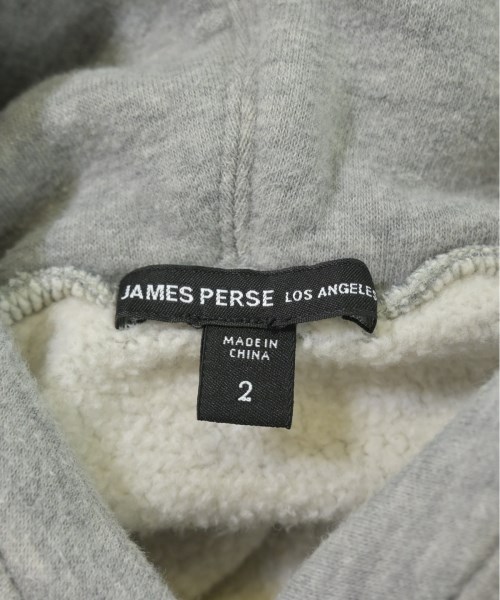 JAMES PERSE LOS ANGELES
MADE IN
CHINA
2